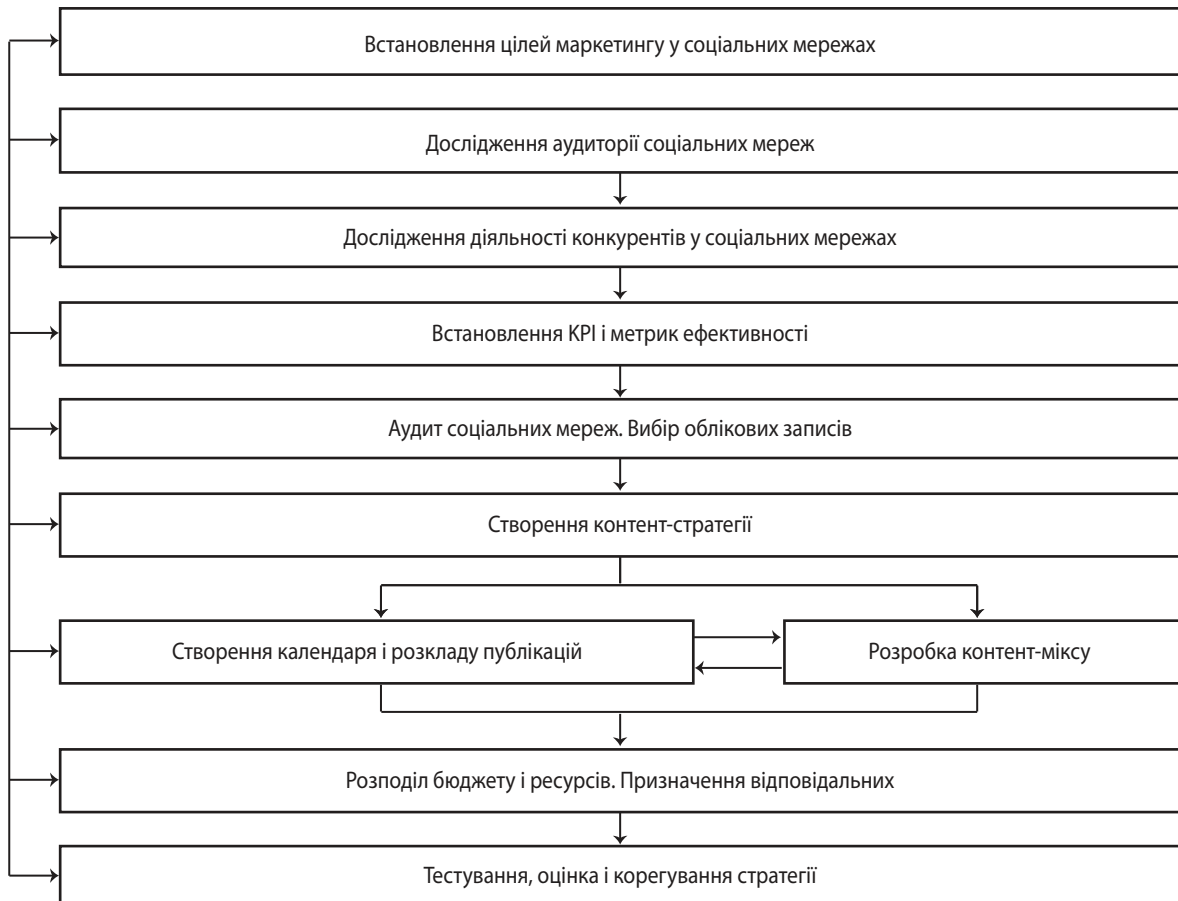 Встановлення цілей маркетингу у соціальних мережах
Дослідження аудиторії соціальних мереж
Дослідження діяльності конкурентів у соціальних мережах
Встановлення KPI і метрик ефективності
Аудит соціальних мереж. Вибір облікових записів
Створення контент-стратегії
Створення календаря і розкладу публікацій
Розробка контент-міксу
Розподіл бюджету і ресурсів. Призначення відповідальних
Тестування, оцінка і корегування стратегії